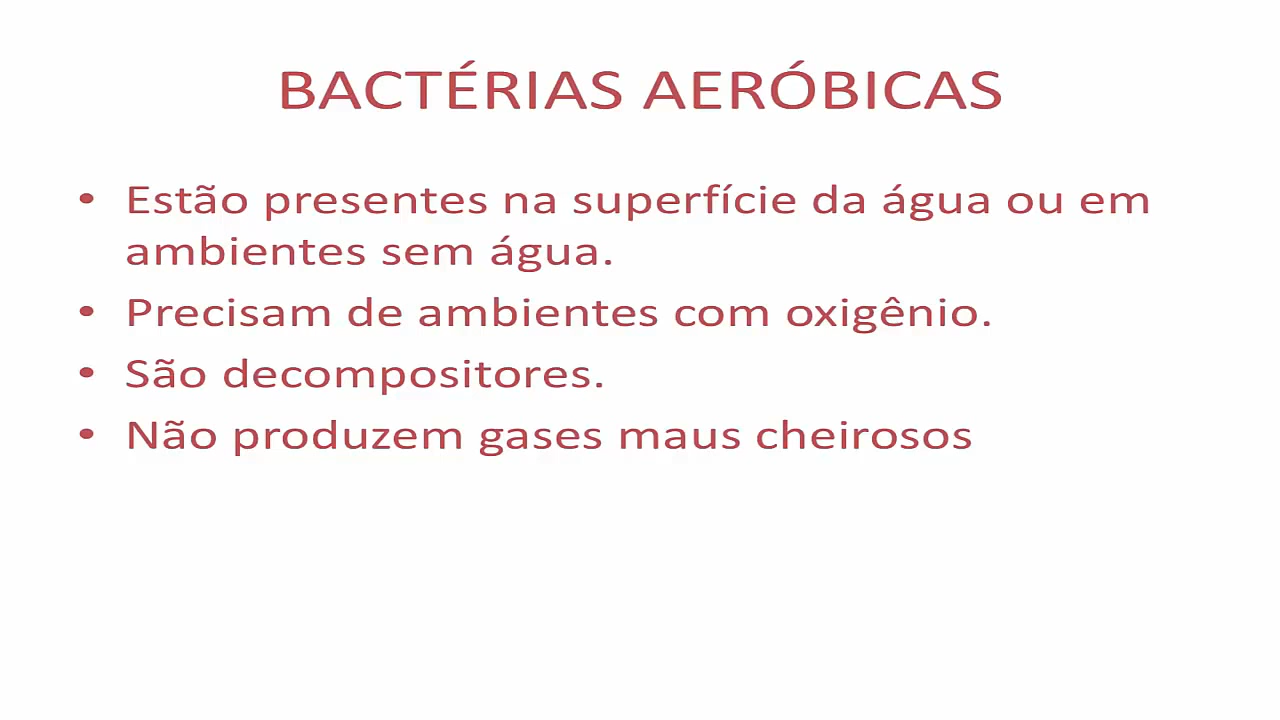 BACTÉRIAS AERÓBICAS
• Estão presentes na superfície da água ou em
ambientes sem água.
• Precisam de ambientes com oxigênio.
• São decompositores.
• Não produzem gases maus cheirosos